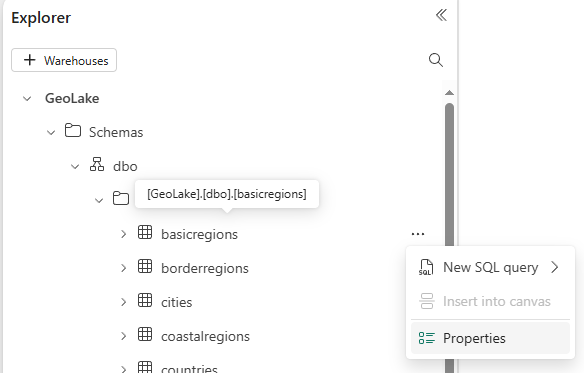 Explorer
+ Warehouses
GeoLake
Schemas
dbo
[GeoLake].[dbo].[basicregions]
basicregions
...
New SQL query
borderregions
Insert into canvas
cities
Properties
coastalregions
countries